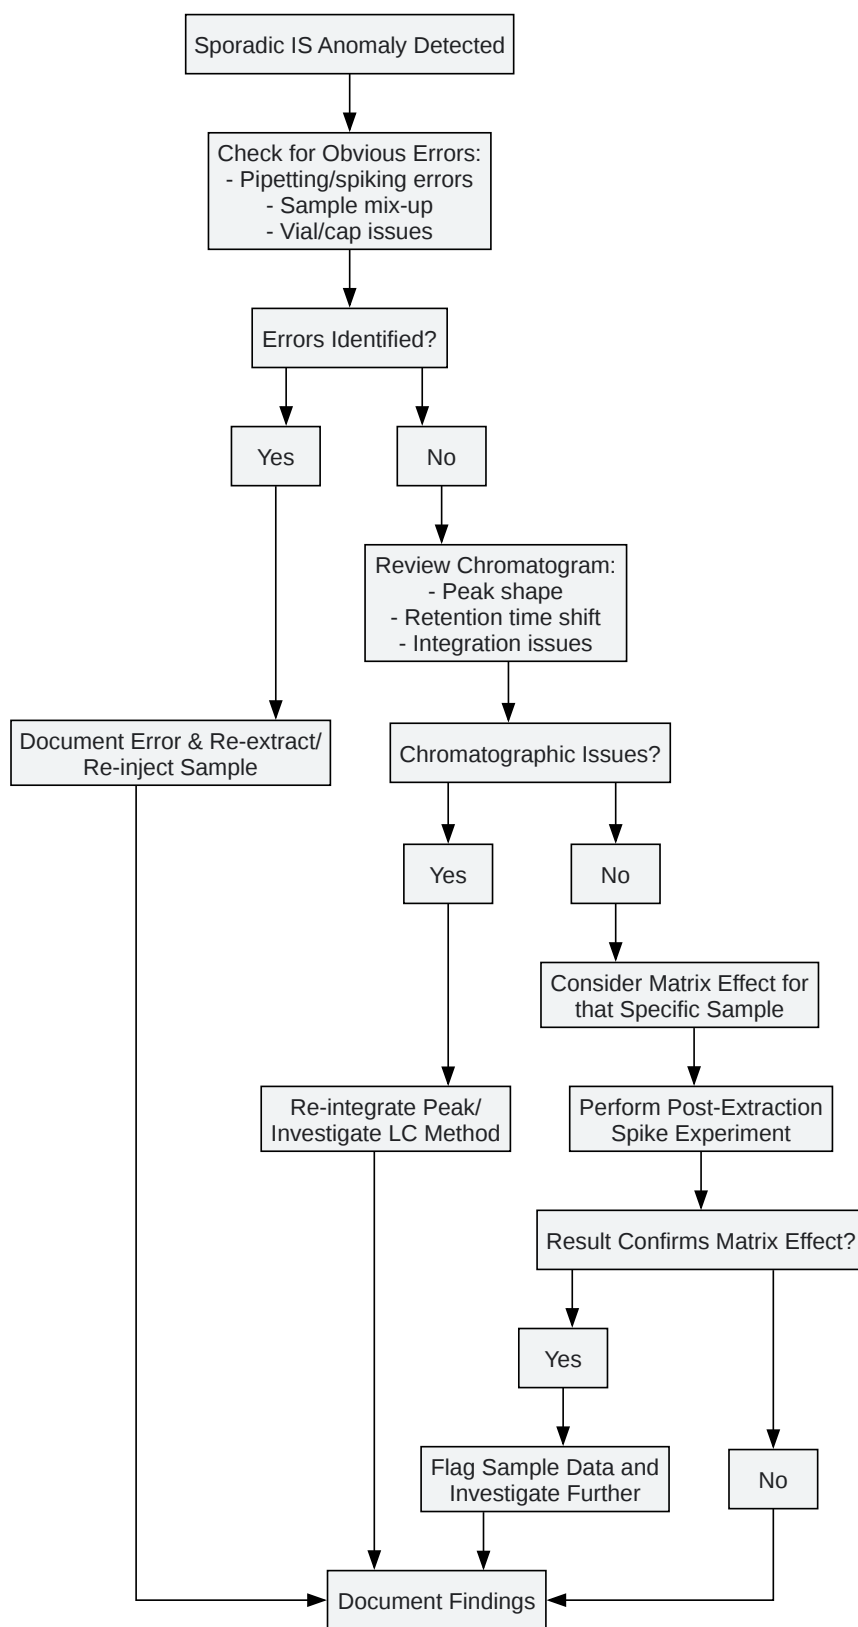 Sporadic IS Anomaly Detected
Check for Obvious Errors:
- Pipetting/spiking errors
- Sample mix-up
- Vial/cap issues
Errors Identified?
Yes
No
Review Chromatogram:
- Peak shape
- Retention time shift
- Integration issues
Document Error & Re-extract/
Re-inject Sample
Chromatographic Issues?
Yes
No
Consider Matrix Effect for
that Specific Sample
Re-integrate Peak/
Investigate LC Method
Perform Post-Extraction
Spike Experiment
Result Confirms Matrix Effect?
Yes
Flag Sample Data and
Investigate Further
No
Document Findings